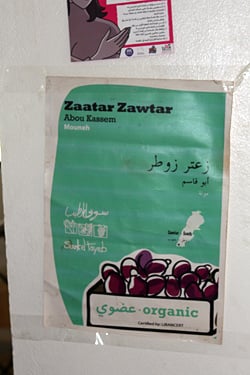 Zaatar Zawtar
Abou Kassem
Mouneh
زعتر زوطر
أبو قاسم
مونة
سوق الطيب
Souk el Tayeb
عضوي · organic
Certified by: LIBANCERT